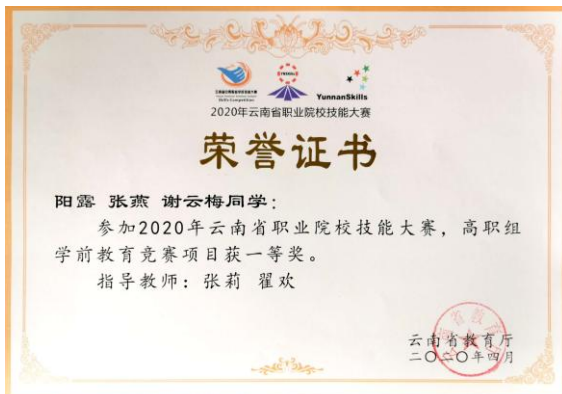 YunnanSkills
2020年云南省职业院校技能大赛
荣誉证书
阳露 张燕 谢云梅同学：
参加2020年云南省职业院校技能大赛，高职组
学前教育竞赛项目获一等奖。
指导教师：张莉 翟欢
云南省教育厅
二〇二〇年四月